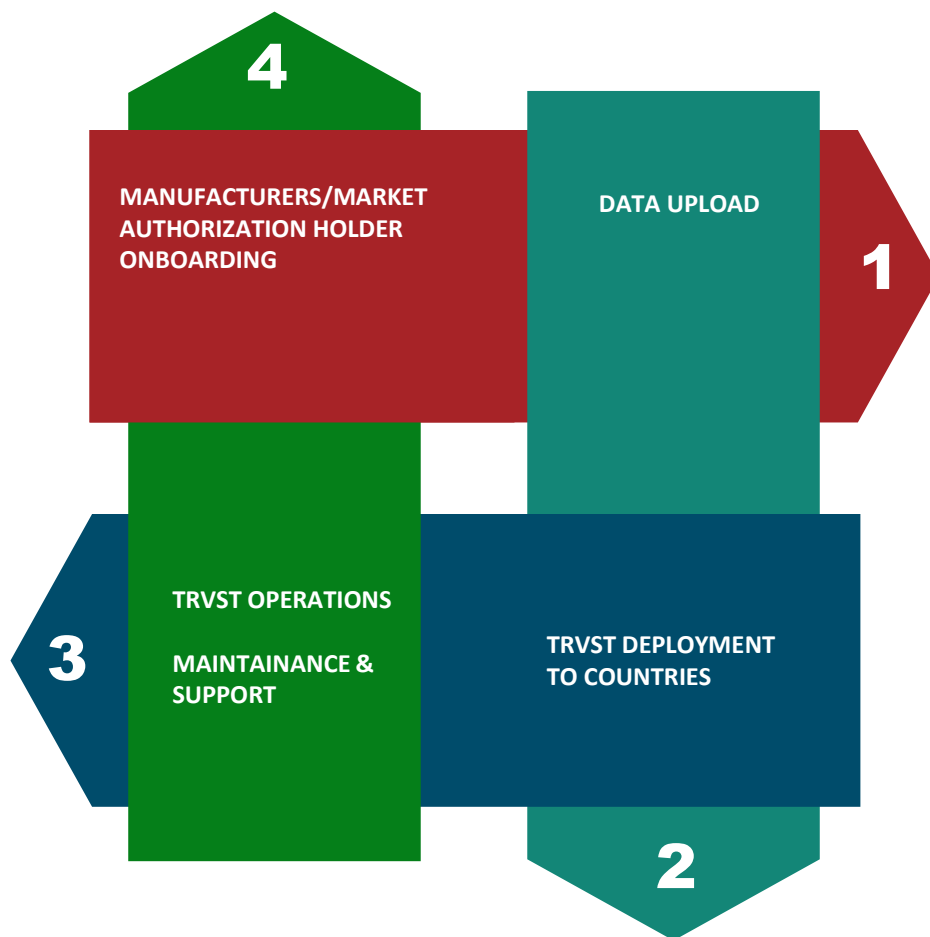 4
MANUFACTURERS/MARKET
AUTHORIZATION HOLDER
ONBOARDING
DATA UPLOAD
1
TRVST OPERATIONS
MAINTAINANCE &
SUPPORT
3
TRVST DEPLOYMENT
TO COUNTRIES
2